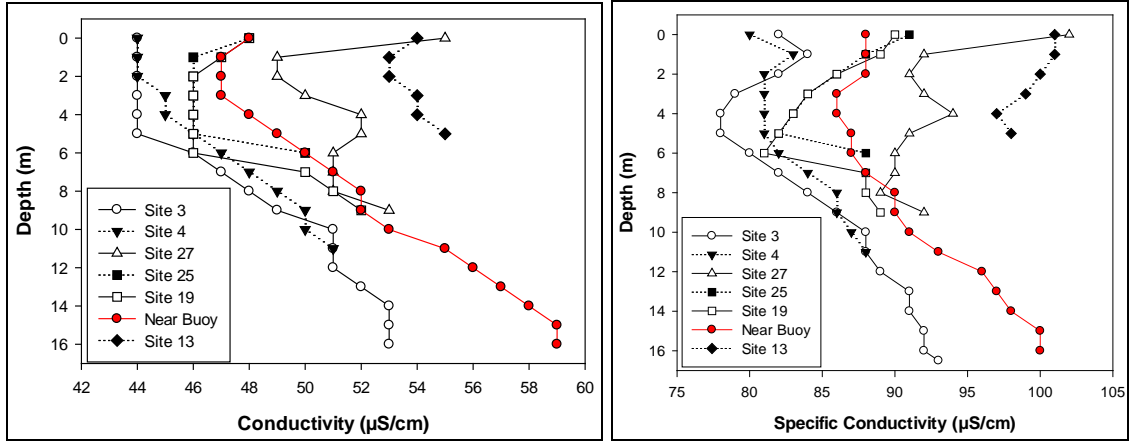 0
2
4
6
8
10
12
14
16
Depth (m)
Site 3
Site 4
Site 27
Site 25
Site 19
Near Buoy
Site 13
42 44 46 48 50 52 54 56 58 60
Conductivity (µS/cm)
0
2
4
6
8
10
12
14
16
Depth (m)
Site 3
Site 4
Site 27
Site 25
Site 19
Near Buoy
Site 13
75 80 85 90 95 100 105
Specific Conductivity (µS/cm)